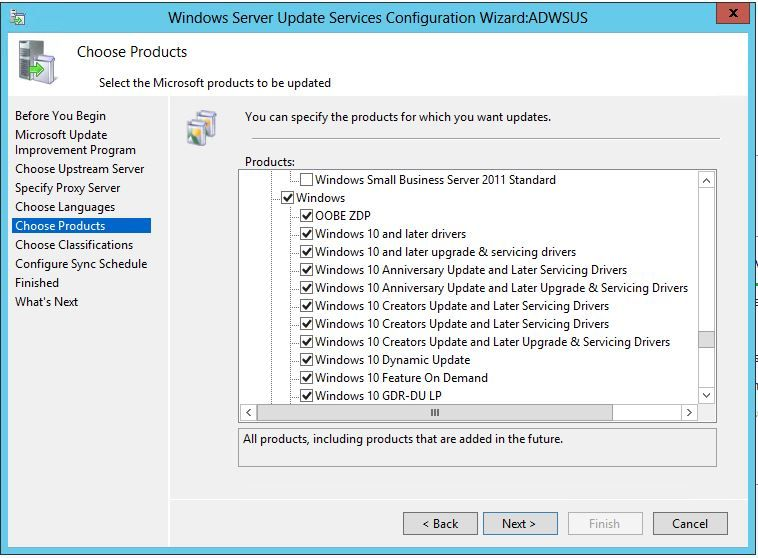 Windows Server Update Services Configuration Wizard:ADWSUS
x
Choose Products
Select the Microsoft products to be updated
Before You Begin
Microsoft Update
Improvement Program
Choose Upstream Server
Specify Proxy Server
Choose Languages
Choose Products
Choose Classifications
Configure Sync Schedule
Finished
What's Next
You can specify the products for which you want updates.
Products:
Windows Small Business Server 2011 Standard
Windows
OOBE ZDP
Windows 10 and later drivers
Windows 10 and later upgrade & servicing drivers
Windows 10 Anniversary Update and Later Servicing Drivers
Windows 10 Anniversary Update and Later Upgrade & Servicing Drivers
Windows 10 Creators Update and Later Servicing Drivers
Windows 10 Creators Update and Later Servicing Drivers
Windows 10 Creators Update and Later Upgrade & Servicing Drivers
Windows 10 Dynamic Update
Windows 10 Feature On Demand
Windows 10 GDR-DU LP
All products, including products that are added in the future.
< Back
Next >
Finish
Cancel